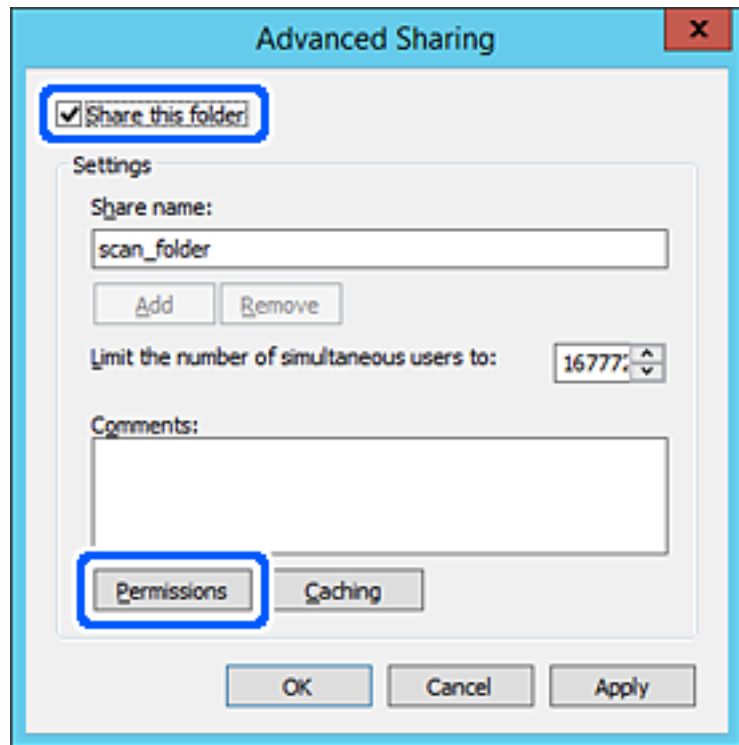 Advanced Sharing
x
Share this folder
Settings
Share name:
scan_folder
Add Remove
Limit the number of simultaneous users to: 16777
Comments:
Permissions Caching
OK Cancel Apply